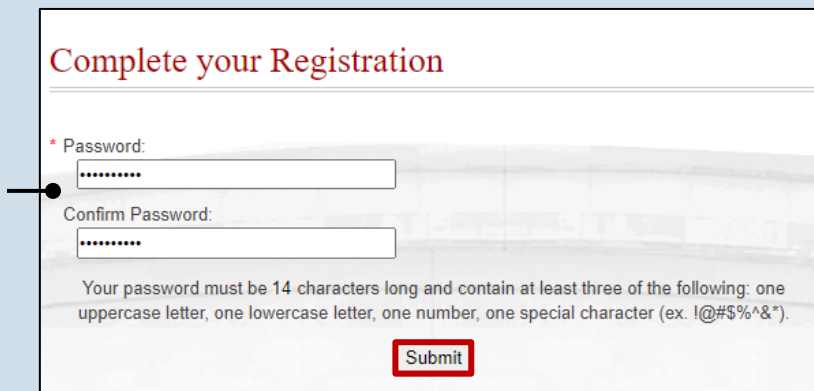 Complete your Registration
* Password:
••••••••••
Confirm Password:
••••••••••
Your password must be 14 characters long and contain at least three of the following: one
uppercase letter, one lowercase letter, one number, one special character (ex. !@#$%^&*).
Submit